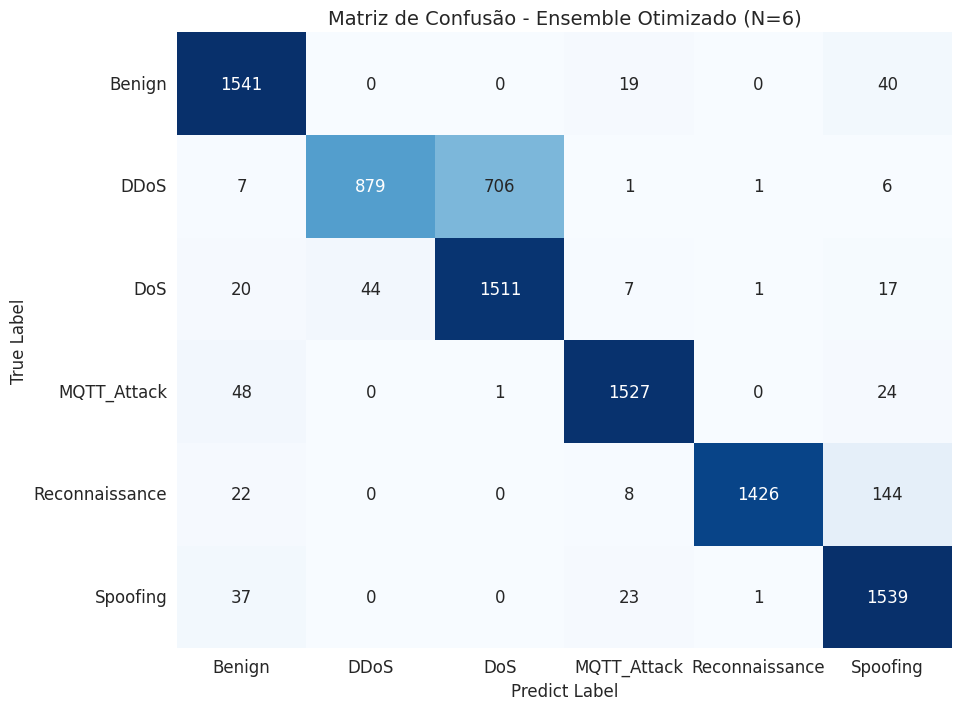 Matriz de Confusão - Ensemble Otimizado (N=6)
True Label
Benign 1541 0 0 19 0 40
DDoS 7 879 706 1 1 6
DoS 20 44 1511 7 1 17
MQTT_Attack 48 0 1 1527 0 24
Reconnaissance 22 0 0 8 1426 144
Spoofing 37 0 0 23 1 1539
Benign DDoS DoS MQTT_Attack Reconnaissance Spoofing
Predict Label